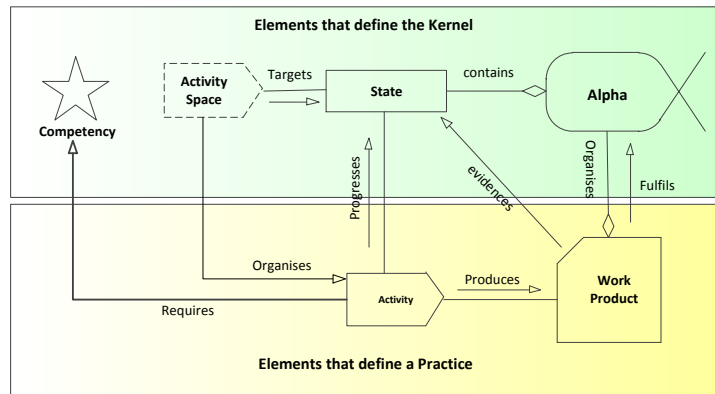 Elements that define the Kernel
Competency
Activity
Space
Targets
State
contains
Alpha
Progresses
evidences
Organises
Fulfils
Organises
Activity
Produces
Work
Product
Requires
Elements that define a Practice